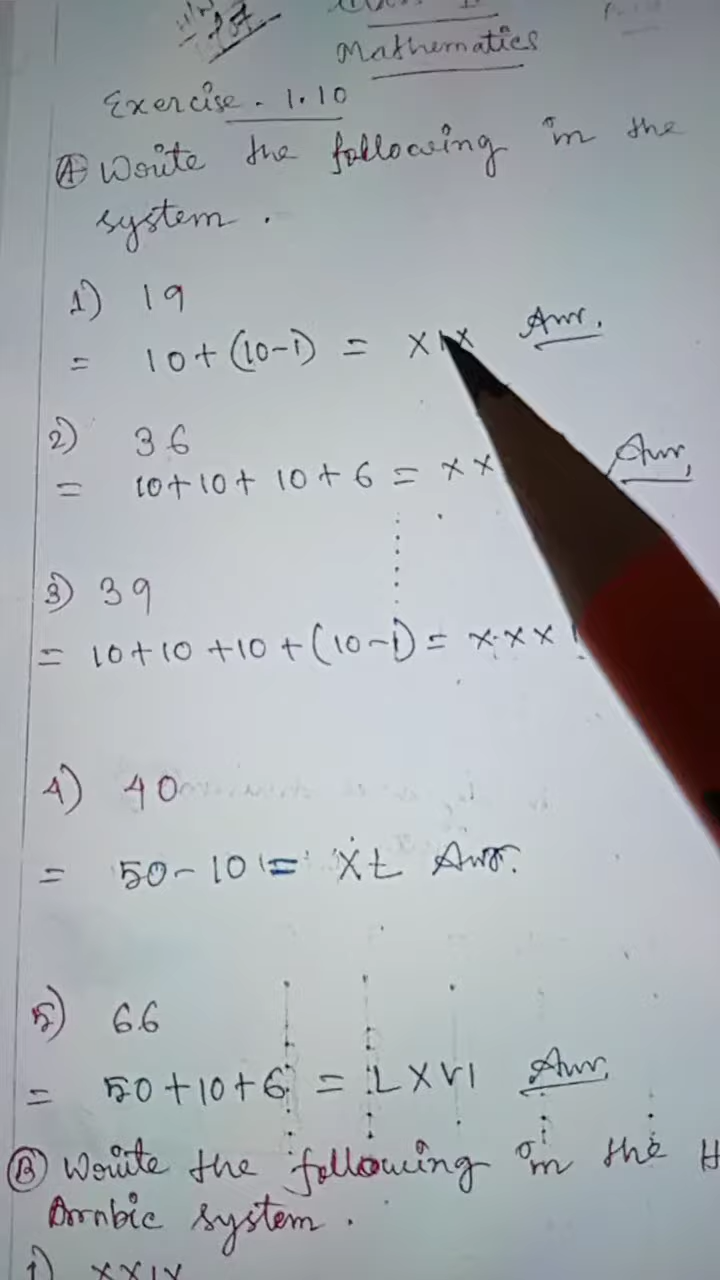 Mathematics
Exercise - 1.10
(A) Write the following in the
system.
1) 19
= 10+(10-1) = XIX Ans.
2) 36
= 10+10+10+6 = XX Ans,
3) 39
= 10+10+10+(10-1) = XXX
4) 40
= 50-10 = XL Ans.
5) 66
= 50+10+6 = LXVI Ans,
(B) Write the following in the H
Arabic system.
1) XXIX